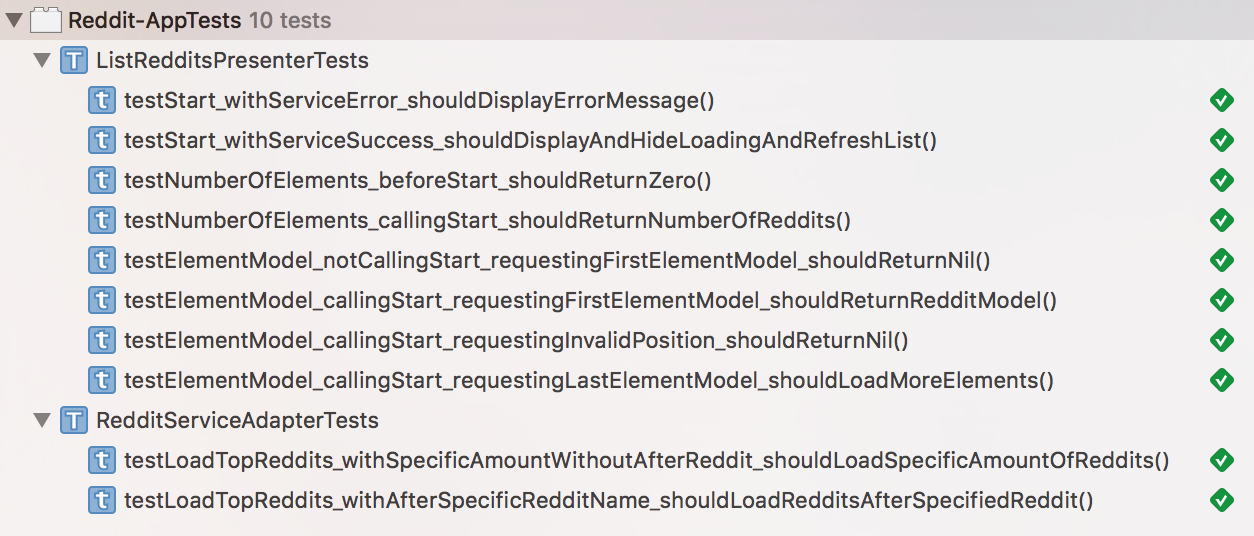 Reddit-AppTests 10 tests
T ListRedditsPresenterTests
t testStart_withServiceError_shouldDisplayErrorMessage()
t testStart_withServiceSuccess_shouldDisplayAndHideLoadingAndRefreshList()
t testNumberOfElements_beforeStart_shouldReturnZero()
t testNumberOfElements_callingStart_shouldReturnNumberOfReddits()
t testElementModel_notCallingStart_requestingFirstElementModel_shouldReturnNil()
t testElementModel_callingStart_requestingFirstElementModel_shouldReturnRedditModel()
t testElementModel_callingStart_requestingInvalidPosition_shouldReturnNil()
t testElementModel_callingStart_requestingLastElementModel_shouldLoadMoreElements()
T RedditServiceAdapterTests
t testLoadTopReddits_withSpecificAmountWithoutAfterReddit_shouldLoadSpecificAmountOfReddits()
t testLoadTopReddits_withAfterSpecificRedditName_shouldLoadRedditsAfterSpecifiedReddit()